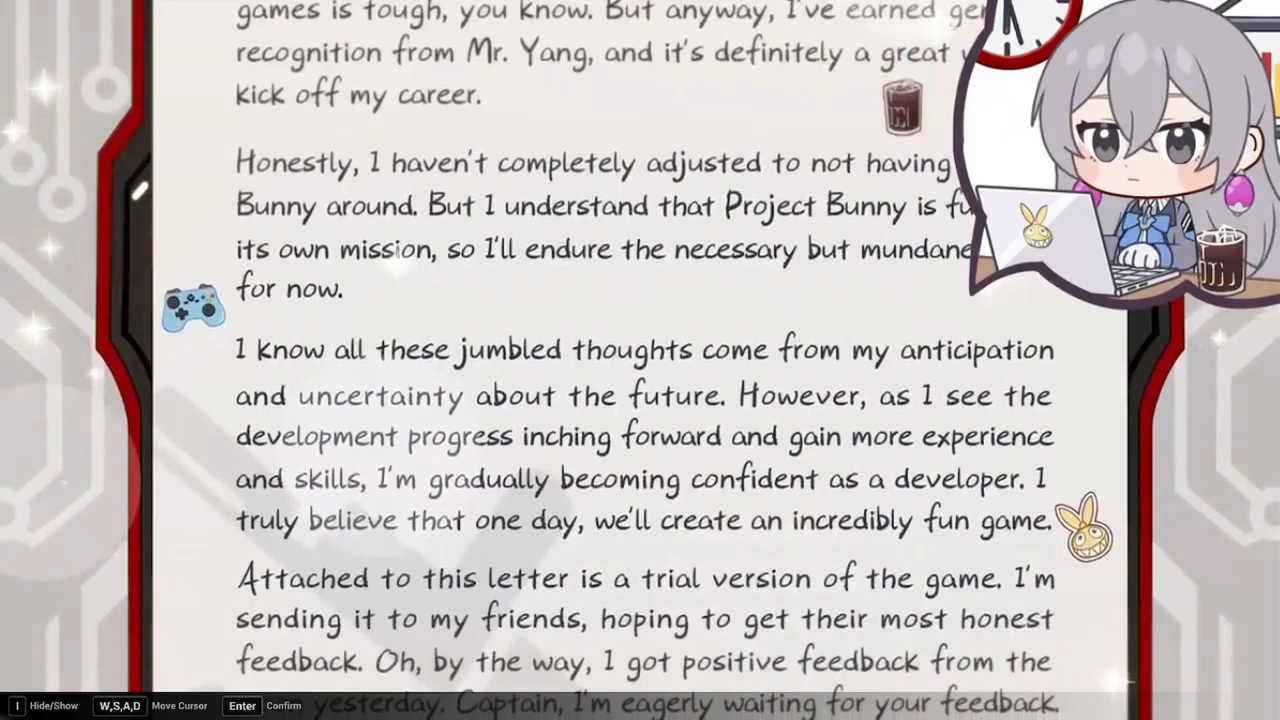 games is tough, you know. But anyway, I've earned
recognition from Mr. Yang, and it's definitely a great
kick off my career.
Honestly, I haven't completely adjusted to not having
Bunny around. But I understand that Project Bunny is
its own mission, so I'll endure the necessary but mundane
for now.
I know all these jumbled thoughts come from my anticipation
and uncertainty about the future. However, as I see the
development progress inching forward and gain more experience
and skills, I'm gradually becoming confident as a developer. I
truly believe that one day, we'll create an incredibly fun game.
Attached to this letter is a trial version of the game. I'm
sending it to my friends, hoping to get their most honest
feedback. Oh, by the way, I got positive feedback from the
yesterday. Captain, I'm eagerly waiting for your feedback.
I Hide/Show W,S,A,D Move Cursor Enter Confirm